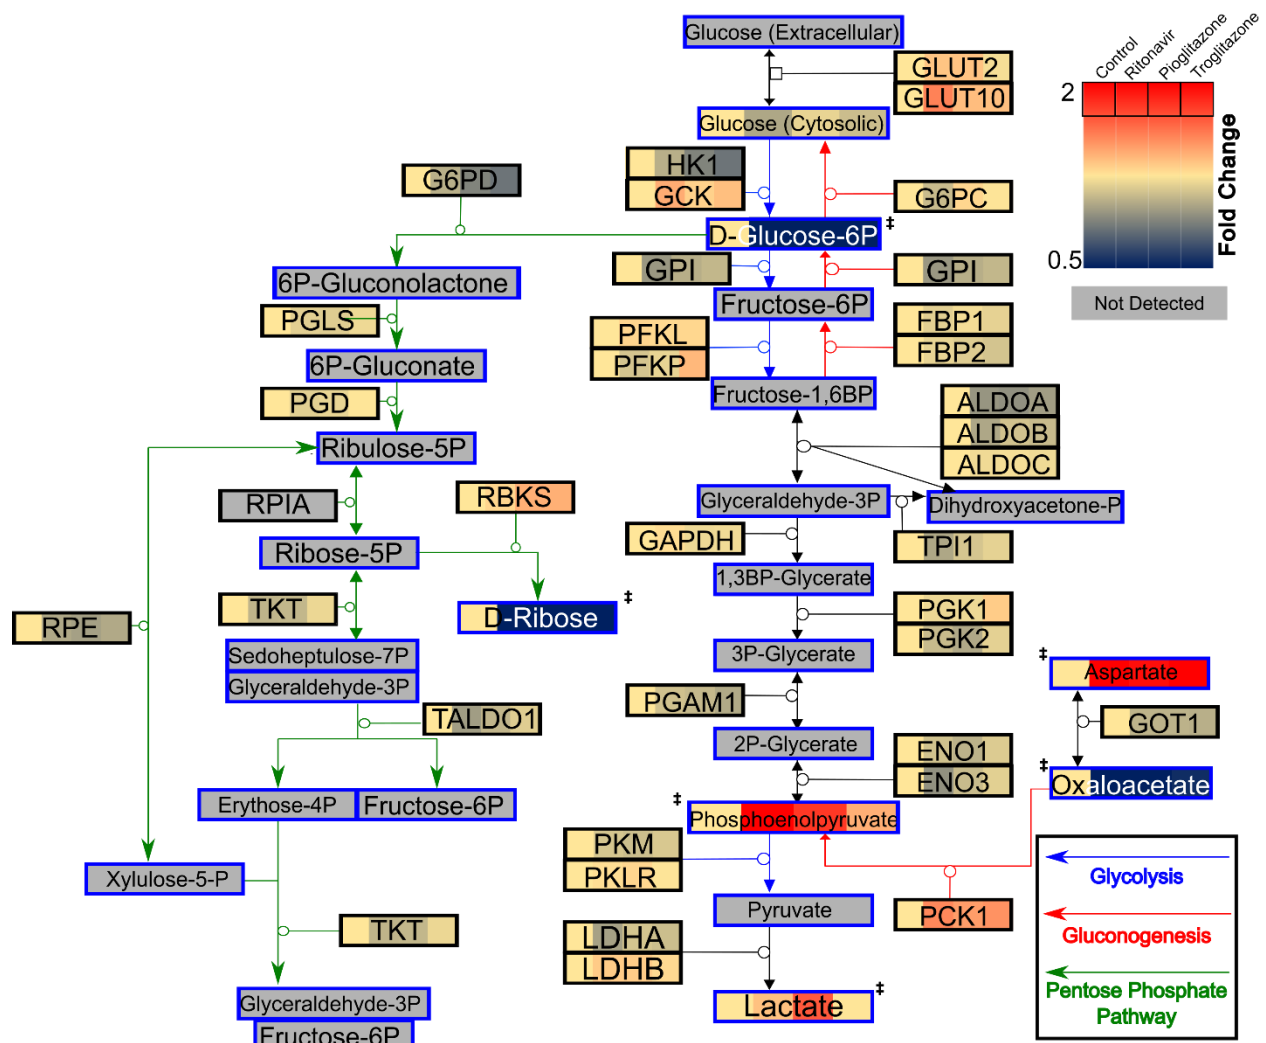 Glucose (Extracellular)
GLUT2
GLUT10
Control
Ritonavir
Pioglitazone
Troglitazone
2
Fold Change
0.5
Not Detected
Glucose (Cytosolic)
HK1
GCK
G6PD
G6PC
D-Glucose-6P
‡
6P-Gluconolactone
GPI
GPI
Fructose-6P
PGLS
PFKL
PFKP
FBP1
FBP2
6P-Gluconate
Fructose-1,6BP
PGD
ALDOA
ALDOB
ALDOC
Ribulose-5P
RPIA
RBKS
Glyceraldehyde-3P
Dihydroxyacetone-P
GAPDH
TPI1
Ribose-5P
1,3BP-Glycerate
TKT
D-Ribose
‡
PGK1
PGK2
RPE
Sedoheptulose-7P
Glyceraldehyde-3P
3P-Glycerate
‡
Aspartate
PGAM1
TALDO1
GOT1
2P-Glycerate
ENO1
ENO3
‡
Oxaloacetate
Erythose-4P
Fructose-6P
‡
Phosphoenolpyruvate
PKM
PKLR
Xylulose-5-P
Pyruvate
PCK1
TKT
LDHA
LDHB
Lactate
‡
Glyceraldehyde-3P
Fructose-6P
Glycolysis
Gluconogenesis
Pentose Phosphate
Pathway